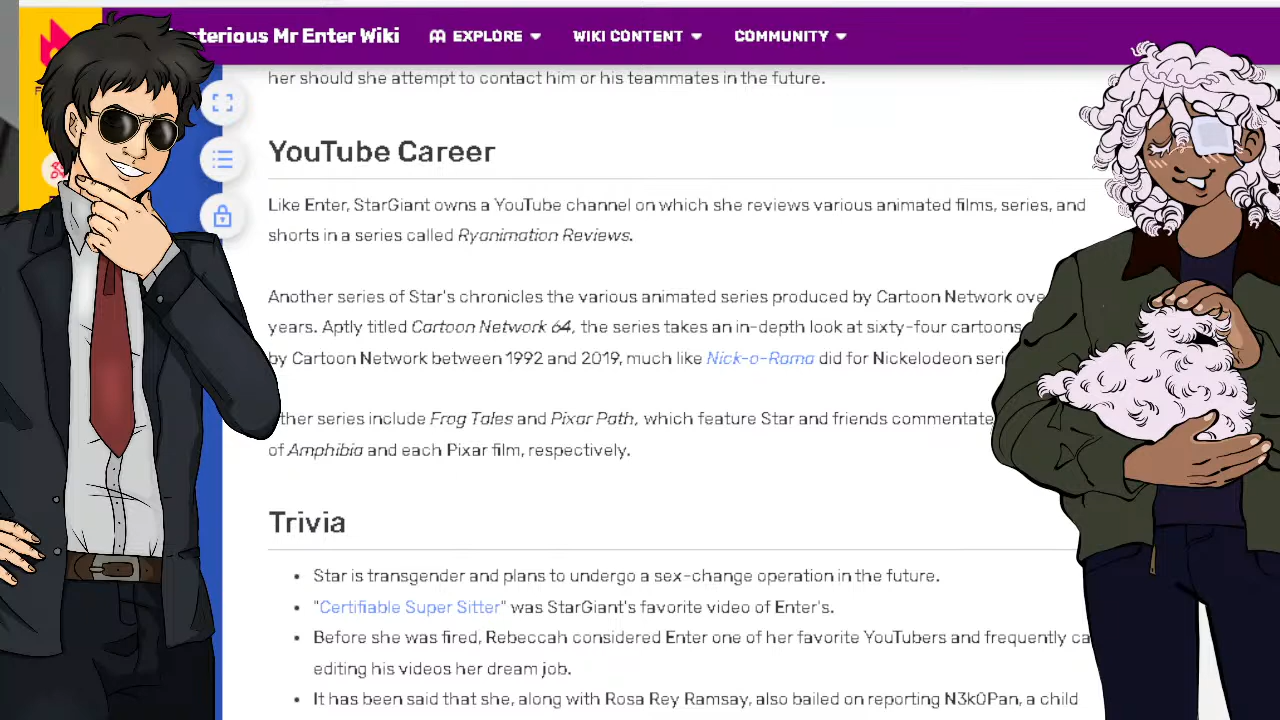 sterious Mr Enter Wiki EXPLORE WIKI CONTENT COMMUNITY
her should she attempt to contact him or his teammates in the future.
YouTube Career
Like Enter, StarGiant owns a YouTube channel on which she reviews various animated films, series, and
shorts in a series called Ryanimation Reviews.
Another series of Star's chronicles the various animated series produced by Cartoon Network ove
years. Aptly titled Cartoon Network 64, the series takes an in-depth look at sixty-four cartoons
by Cartoon Network between 1992 and 2019, much like Nick-o-Rama did for Nickelodeon seri
ther series include Frog Tales and Pixar Path, which feature Star and friends commentate
of Amphibia and each Pixar film, respectively.
Trivia
• Star is transgender and plans to undergo a sex-change operation in the future.
• "Certifiable Super Sitter" was StarGiant's favorite video of Enter's.
• Before she was fired, Rebeccah considered Enter one of her favorite YouTubers and frequently ca
editing his videos her dream job.
• It has been said that she, along with Rosa Rey Ramsay, also bailed on reporting N3k0Pan, a child